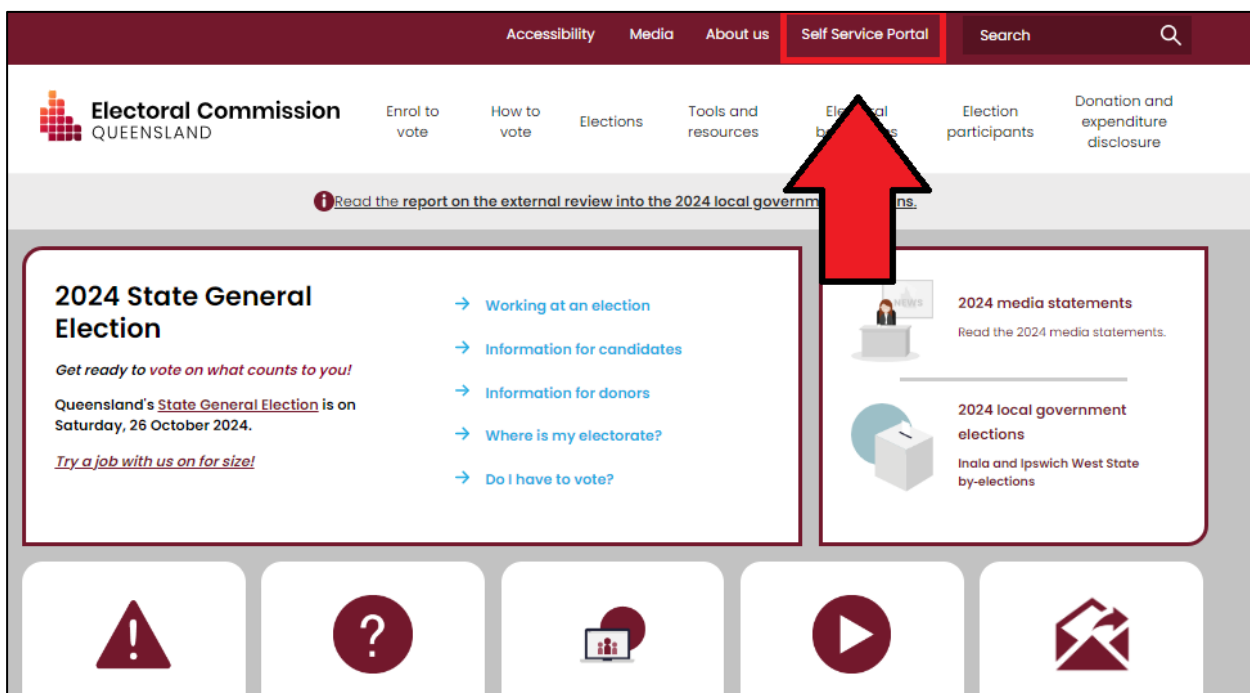 Accessibility Media About us Self Service Portal Search
Electoral Commission
QUEENSLAND
Enrol to
vote
How to
vote
Elections
Tools and
resources
Election
participants
Donation and
expenditure
disclosure
Read the report on the external review into the 2024 local
2024 State General
Election
Get ready to vote on what counts to you!
Queensland's State General Election is on
Saturday, 26 October 2024.
Try a job with us on for size!
Working at an election
Information for candidates
Information for donors
Where is my electorate?
Do I have to vote?
NEWS
2024 media statements
Read the 2024 media statements.
2024 local government
elections
Inala and Ipswich West State
by-elections